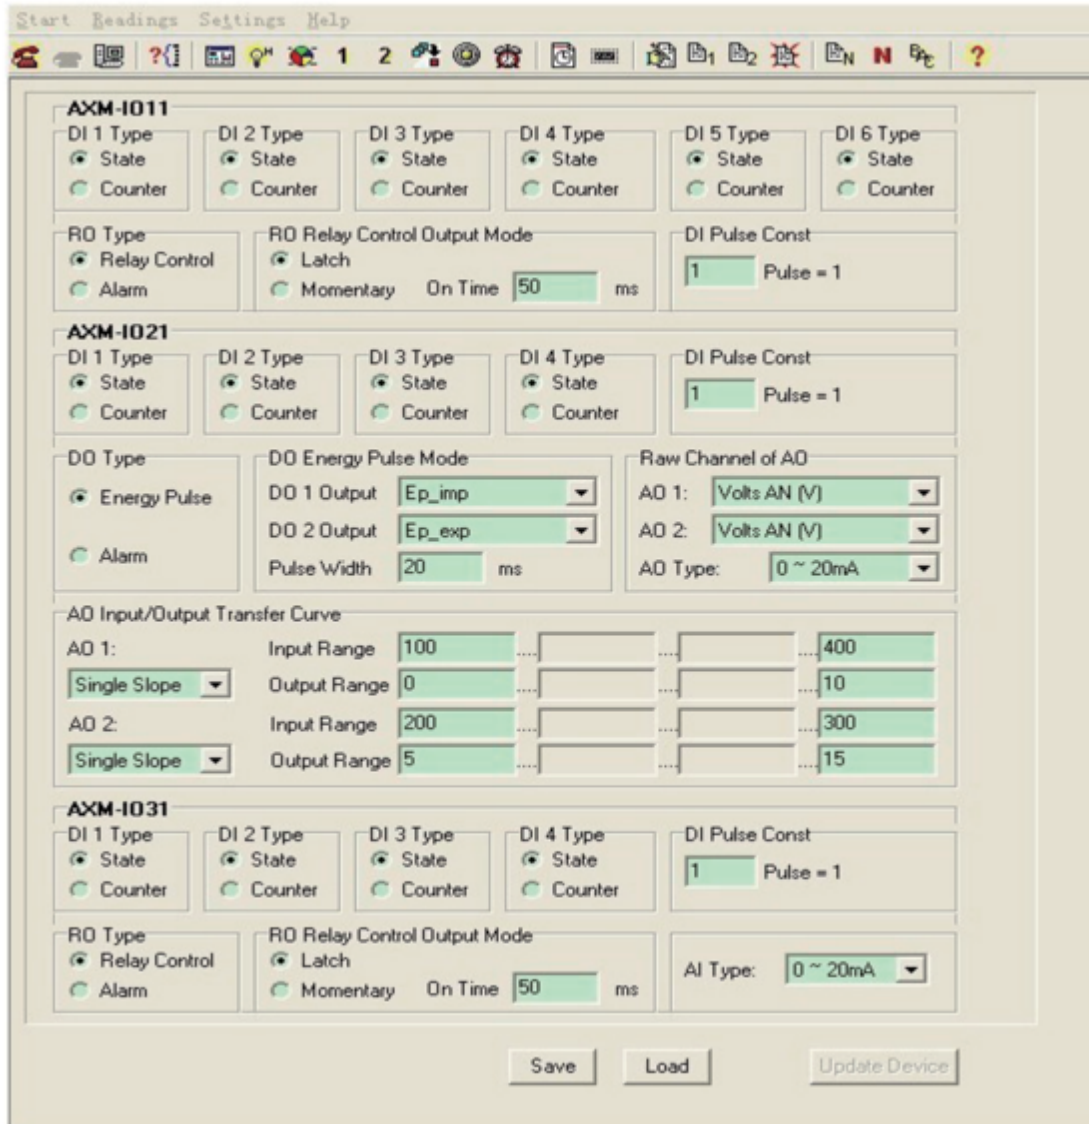 Start Readings Settings Help
?{} H 1 2 1 2 N N BAC ?
AXM-IO11
DI 1 Type DI 2 Type DI 3 Type DI 4 Type DI 5 Type DI 6 Type
State State State State State State
Counter Counter Counter Counter Counter Counter
RO Type RO Relay Control Output Mode DI Pulse Const
Relay Control Latch 1 Pulse = 1
Alarm Momentary On Time 50 ms
AXM-IO21
DI 1 Type DI 2 Type DI 3 Type DI 4 Type DI Pulse Const
State State State State 1 Pulse = 1
Counter Counter Counter Counter
DO Type DO Energy Pulse Mode Raw Channel of AO
Energy Pulse DO 1 Output Ep_imp AO 1: Volts AN (V)
DO 2 Output Ep_exp AO 2: Volts AN (V)
Alarm Pulse Width 20 ms AO Type: 0 ~ 20mA
AO Input/Output Transfer Curve
AO 1: Input Range 100 .... .... .... 400
Single Slope Output Range 0 .... .... .... 10
AO 2: Input Range 200 .... .... .... 300
Single Slope Output Range 5 .... .... .... 15
AXM-IO31
DI 1 Type DI 2 Type DI 3 Type DI 4 Type DI Pulse Const
State State State State 1 Pulse = 1
Counter Counter Counter Counter
RO Type RO Relay Control Output Mode
Relay Control Latch AI Type: 0 ~ 20mA
Alarm Momentary On Time 50 ms
Save Load Update Device